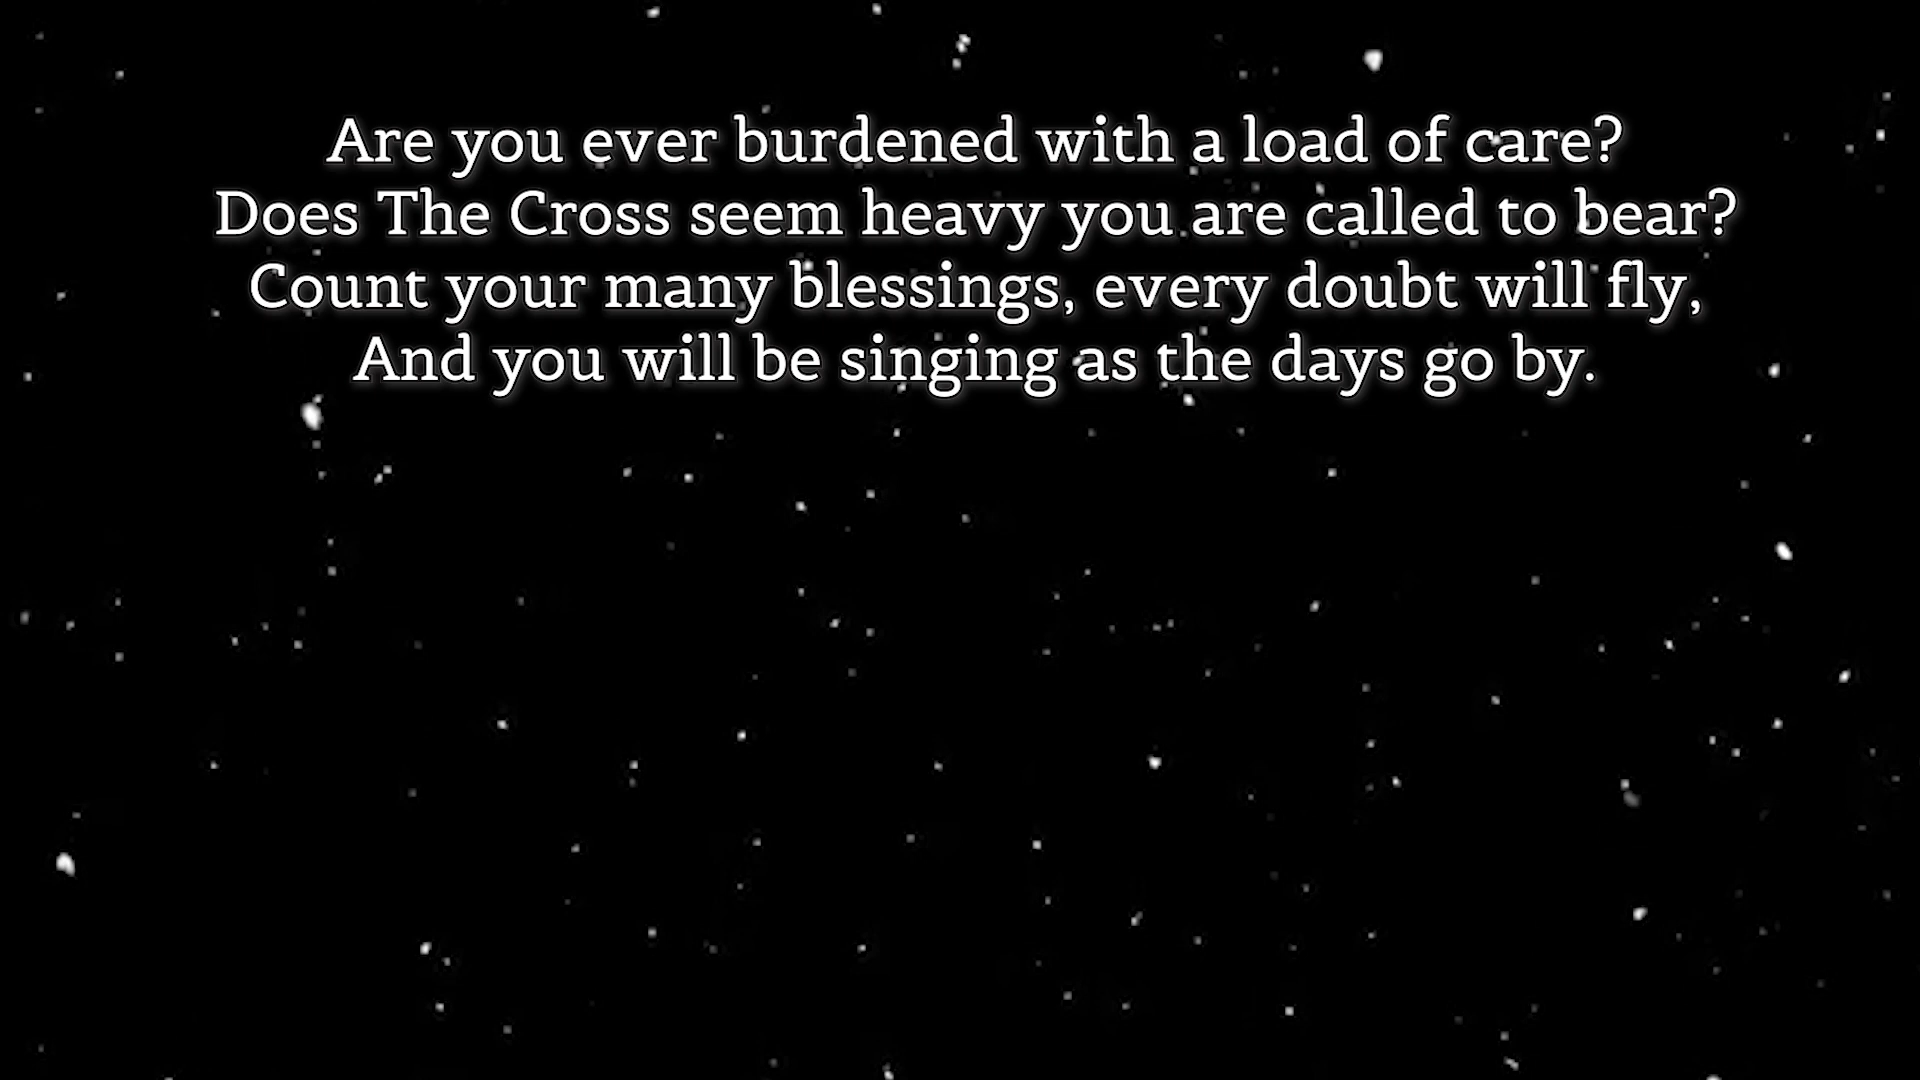 Are you ever burdened with a load of care?
Does The Cross seem heavy you are called to bear?
Count your many blessings, every doubt will fly,
And you will be singing as the days go by.